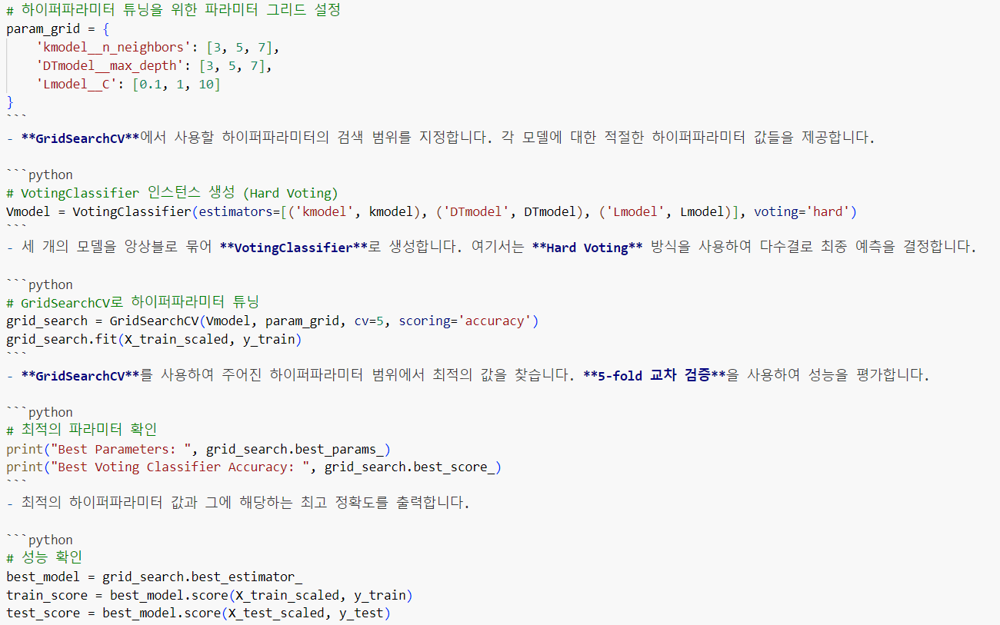 # 하이퍼파라미터 튜닝을 위한 파라미터 그리드 설정
param_grid = {
    'kmodel__n_neighbors': [3, 5, 7],
    'DTmodel__max_depth': [3, 5, 7],
    'Lmodel__C': [0.1, 1, 10]
}
```
- **GridSearchCV**에서 사용할 하이퍼파라미터의 검색 범위를 지정합니다. 각 모델에 대한 적절한 하이퍼파라미터 값들을 제공합니다.

```python
# VotingClassifier 인스턴스 생성 (Hard Voting)
Vmodel = VotingClassifier(estimators=[('kmodel', kmodel), ('DTmodel', DTmodel), ('Lmodel', Lmodel)], voting='hard')
```
- 세 개의 모델을 앙상블로 묶어 **VotingClassifier**로 생성합니다. 여기서는 **Hard Voting** 방식을 사용하여 다수결로 최종 예측을 결정합니다.

```python
# GridSearchCV로 하이퍼파라미터 튜닝
grid_search = GridSearchCV(Vmodel, param_grid, cv=5, scoring='accuracy')
grid_search.fit(X_train_scaled, y_train)
```
- **GridSearchCV**를 사용하여 주어진 하이퍼파라미터 범위에서 최적의 값을 찾습니다. **5-fold 교차 검증**을 사용하여 성능을 평가합니다.

```python
# 최적의 파라미터 확인
print("Best Parameters: ", grid_search.best_params_)
print("Best Voting Classifier Accuracy: ", grid_search.best_score_)
```
- 최적의 하이퍼파라미터 값과 그에 해당하는 최고 정확도를 출력합니다.

```python
# 성능 확인
best_model = grid_search.best_estimator_
train_score = best_model.score(X_train_scaled, y_train)
test_score = best_model.score(X_test_scaled, y_test)